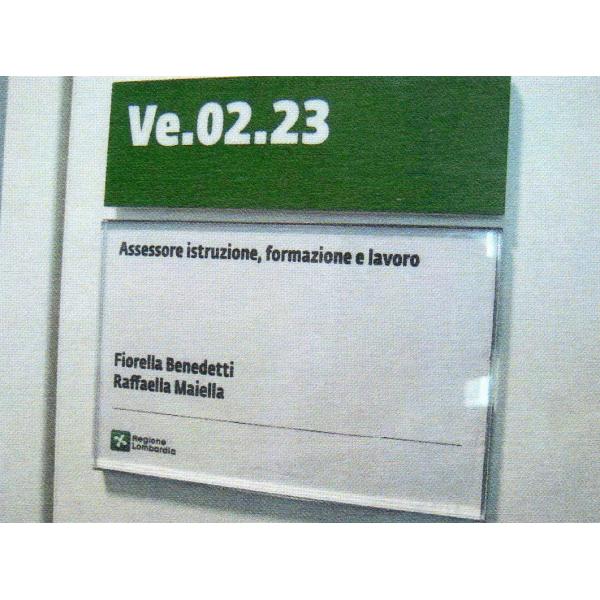 Ve.02.23
Assessore istruzione, formazione e lavoro
Fiorella Benedetti
Raffaella Maiella
Regione
Lombardia